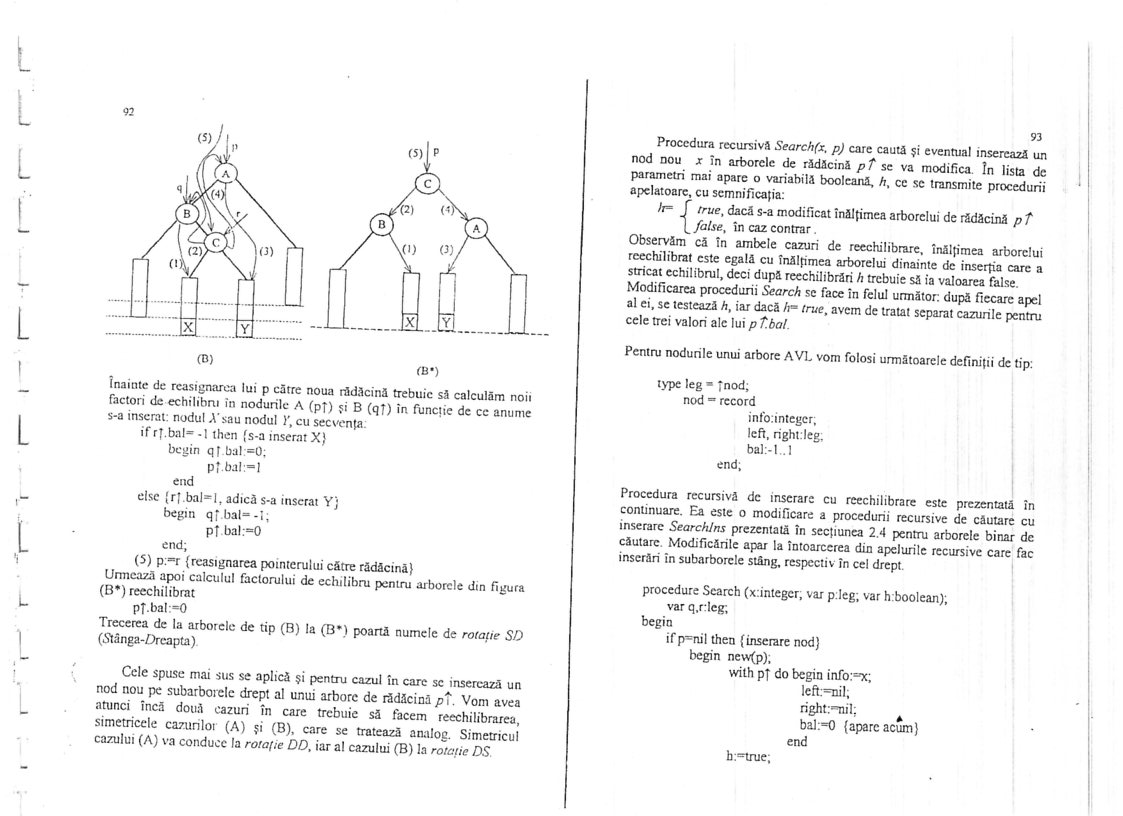 92
(5)
p
A
q
(4)
B
r
C
(2)
(3)
(1)
X
Y
(B)
(5)
p
C
(2)
(4)
B
A
(1)
(3)
X
Y
(B*)
Înainte de reasignarea lui p către noua rădăcină trebuie să calculăm noii
factori de echilibru în nodurile A (p↑) și B (q↑) în funcție de ce anume
s-a inserat: nodul X sau nodul Y, cu secvența:
if r↑.bal= -1 then {s-a inserat X}
begin q↑.bal:=0;
p↑.bal:=1
end
else {r↑.bal=1, adică s-a inserat Y}
begin q↑.bal= -1;
p↑.bal:=0
end;
(5) p:=r {reasignarea pointerului către rădăcină}
Urmează apoi calculul factorului de echilibru pentru arborele din figura
(B*) reechilibrat
p↑.bal:=0
Trecerea de la arborele de tip (B) la (B*) poartă numele de rotație SD
(Stânga-Dreapta).
Cele spuse mai sus se aplică și pentru cazul în care se inserează un
nod nou pe subarborele drept al unui arbore de rădăcină p↑. Vom avea
atunci încă două cazuri în care trebuie să facem reechilibrarea,
simetricele cazurilor (A) și (B), care se tratează analog. Simetricul
cazului (A) va conduce la rotație DD, iar al cazului (B) la rotație DS.
93
Procedura recursivă Search(x, p) care caută și eventual inserează un
nod nou x în arborele de rădăcină p↑ se va modifica. În lista de
parametri mai apare o variabilă booleană, h, ce se transmite procedurii
apelatoare, cu semnificația:
h= { true, dacă s-a modificat înălțimea arborelui de rădăcină p↑
false, în caz contrar .
Observăm că în ambele cazuri de reechilibrare, înălțimea arborelui
reechilibrat este egală cu înălțimea arborelui dinainte de inserția care a
stricat echilibrul, deci după reechilibrări h trebuie să ia valoarea false.
Modificarea procedurii Search se face în felul următor: după fiecare apel
al ei, se testează h, iar dacă h= true, avem de tratat separat cazurile pentru
cele trei valori ale lui p↑.bal.
Pentru nodurile unui arbore AVL vom folosi următoarele definiții de tip:
type leg = ↑nod;
nod = record
info:integer;
left, right:leg;
bal:-1..1
end;
Procedura recursivă de inserare cu reechilibrare este prezentată în
continuare. Ea este o modificare a procedurii recursive de căutare cu
inserare SearchIns prezentată în secțiunea 2.4 pentru arborele binar de
căutare. Modificările apar la întoarcerea din apelurile recursive care fac
inserări în subarborele stâng, respectiv în cel drept.
procedure Search (x:integer; var p:leg; var h:boolean);
var q,r:leg;
begin
if p=nil then {inserare nod}
begin new(p);
with p↑ do begin info:=x;
left:=nil;
right:=nil;
bal:=0 {apare acum}
end
h:=true;